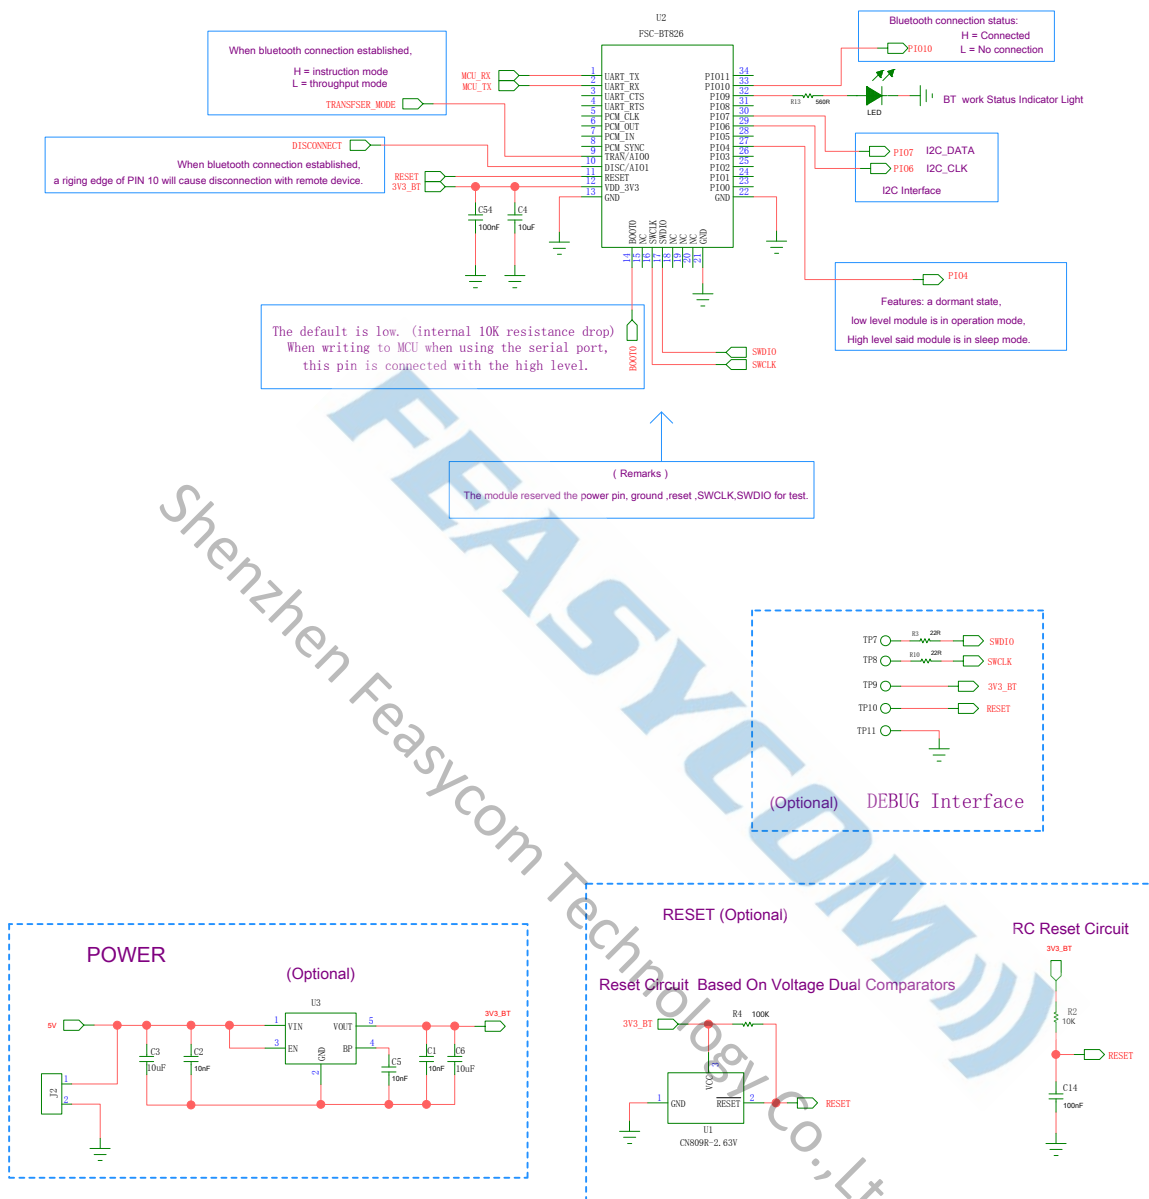 U2
FSC-BT826
Bluetooth connection status:
H = Connected
L = No connection
PIO10
When bluetooth connection established,
H = instruction mode
L = throughput mode
TRANSFSER_MODE
MCU_RX
MCU_TX
1 UART_TX
2 UART_RX
3 UART_CTS
4 UART_RTS
5 PCM_CLK
6 PCM_OUT
7 PCM_IN
8 PCM_SYNC
9 TRAN/AIO0
10 DISC/AIO1
11 RESET
12 VDD_3V3
13 GND
PIO11 34
PIO10 33
PIO9 32
PIO8 31
PIO7 30
PIO6 29
PIO5 28
PIO4 27
PIO3 26
PIO2 25
PIO1 24
PIO0 23
GND 22
BOOTO 14
NC 15
SWCLK 16
SWDIO 17
NC 18
NC 19
NC 20
GND 21
R13 560R
LED
BT work Status Indicator Light
DISCONNECT
When bluetooth connection established,
a riging edge of PIN 10 will cause disconnection with remote device.
RESET
3V3_BT
C54
100nF
C4
10uF
PIO7 I2C_DATA
PIO6 I2C_CLK
I2C Interface
PIO4
Features: a dormant state,
low level module is in operation mode,
High level said module is in sleep mode.
The default is low. (internal 10K resistance drop)
When writing to MCU when using the serial port,
this pin is connected with the high level.
BOOTO
SWDIO
SWCLK
( Remarks )
The module reserved the power pin, ground ,reset ,SWCLK,SWDIO for test.
FEASYCOM
Shenzhen Feasycom Technology Co.,Lt
TP7 R3 22R SWDIO
TP8 R10 22R SWCLK
TP9 3V3_BT
TP10 RESET
TP11
(Optional) DEBUG Interface
POWER
(Optional)
U3
5V
1 VIN
3 EN
GND 2
VOUT 5
BP 4
3V3_BT
C3
10uF
C2
10nF
C5
10nF
C1
10nF
C6
10uF
J2
1
2
RESET (Optional)
Reset Circuit Based On Voltage Dual Comparators
3V3_BT
R4 100K
VCC 3
1 GND
RESET 2
RESET
U1
CN809R-2.63V
RC Reset Circuit
3V3_BT
R2
10K
RESET
C14
100nF